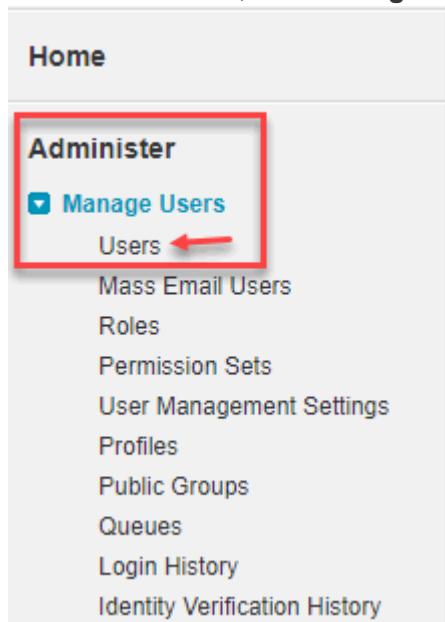 Home
Administer
Manage Users
Users
Mass Email Users
Roles
Permission Sets
User Management Settings
Profiles
Public Groups
Queues
Login History
Identity Verification History